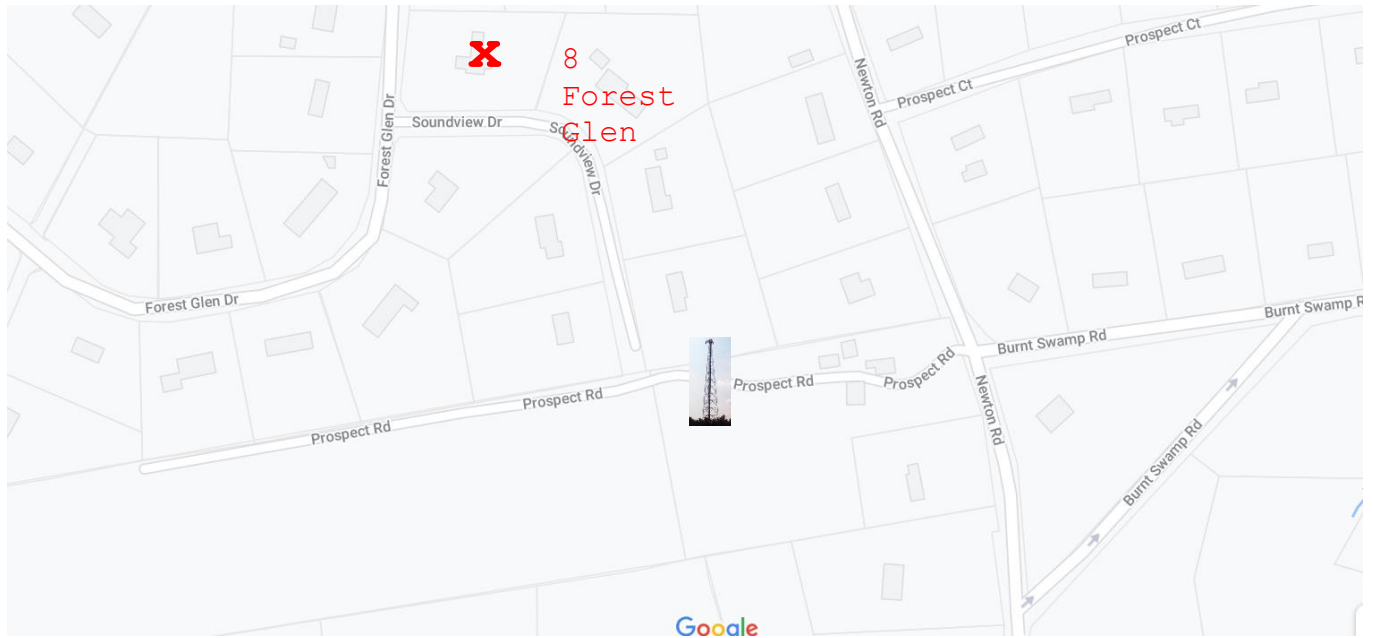 X
8
Forest
Glen
Prospect Ct
Newton Rd
Prospect Ct
Forest Glen Dr
Soundview Dr
Soundview Dr
Forest Glen Dr
Burnt Swamp R
Burnt Swamp Rd
Prospect Rd
Prospect Rd
Prospect Rd
Prospect Rd
Newton Rd
Burnt Swamp Rd
Google